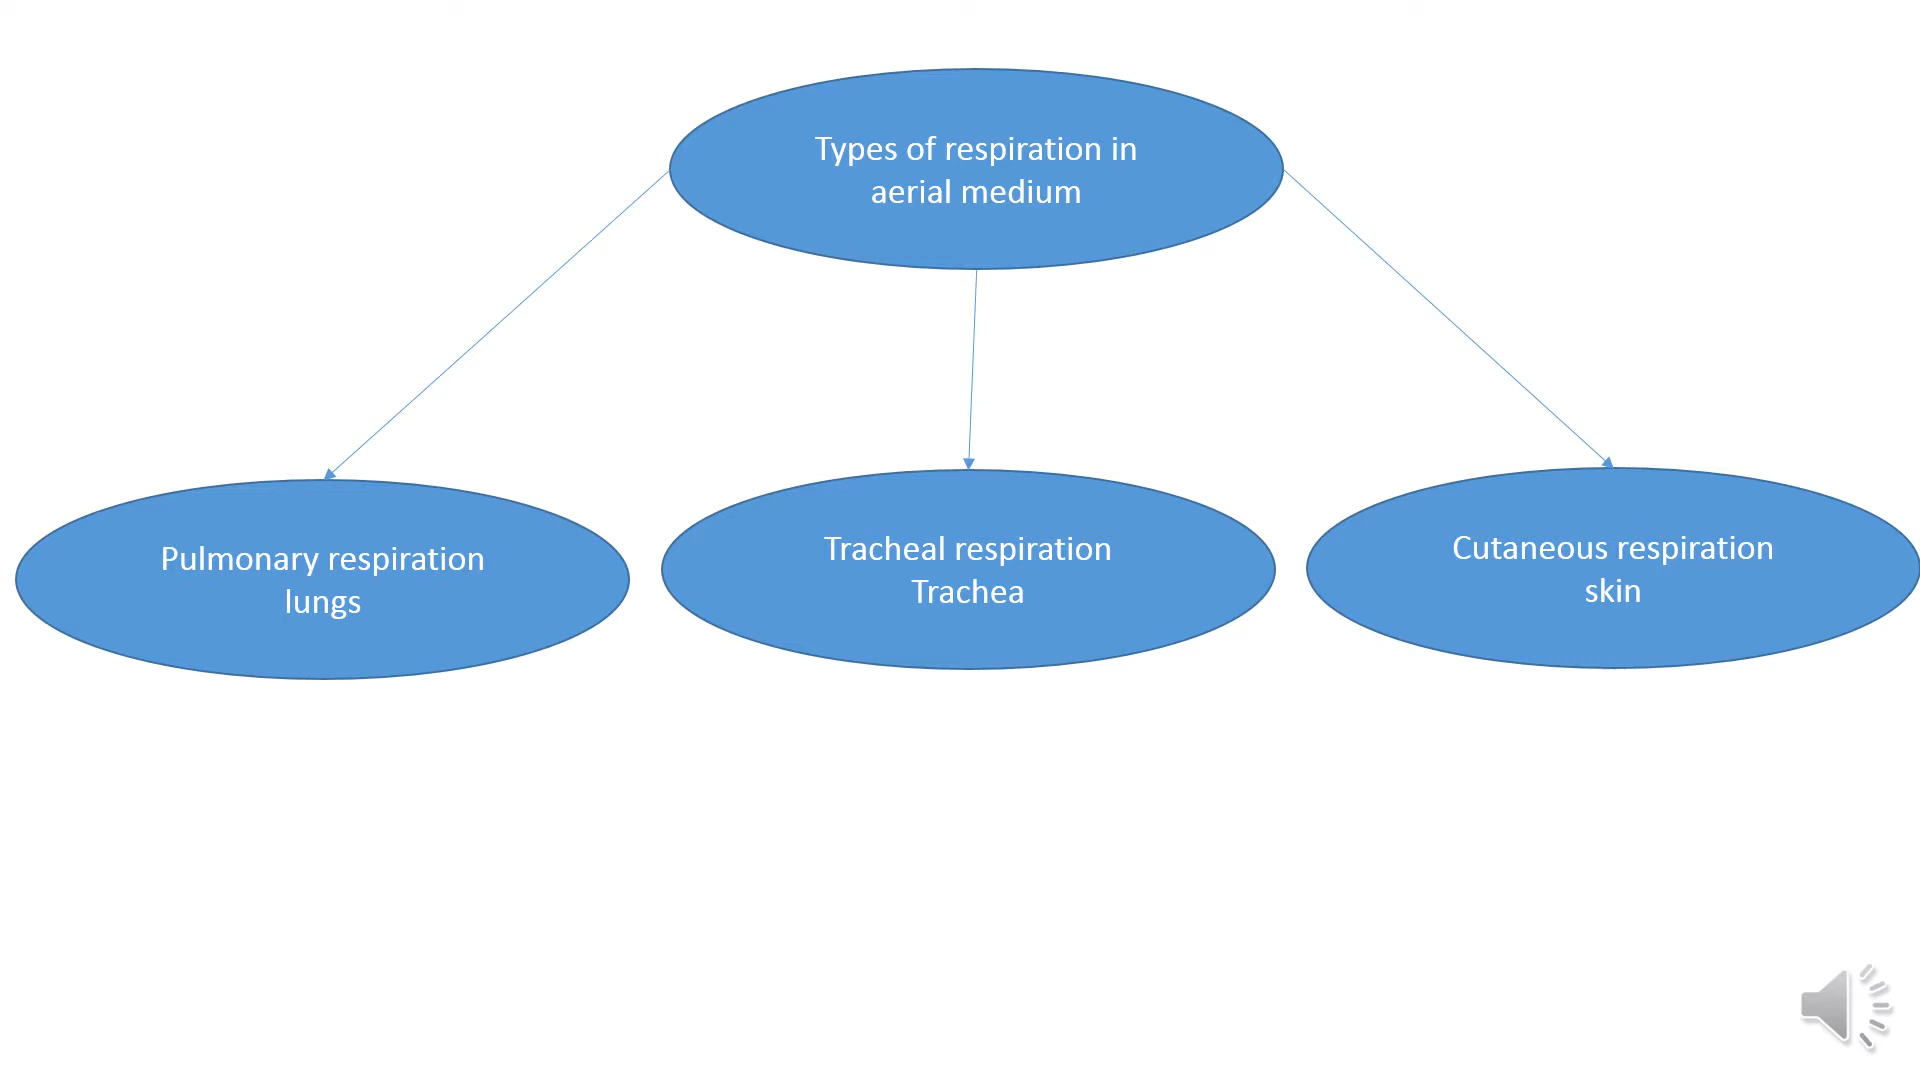 Types of respiration in
aerial medium
Pulmonary respiration
lungs
Tracheal respiration
Trachea
Cutaneous respiration
skin